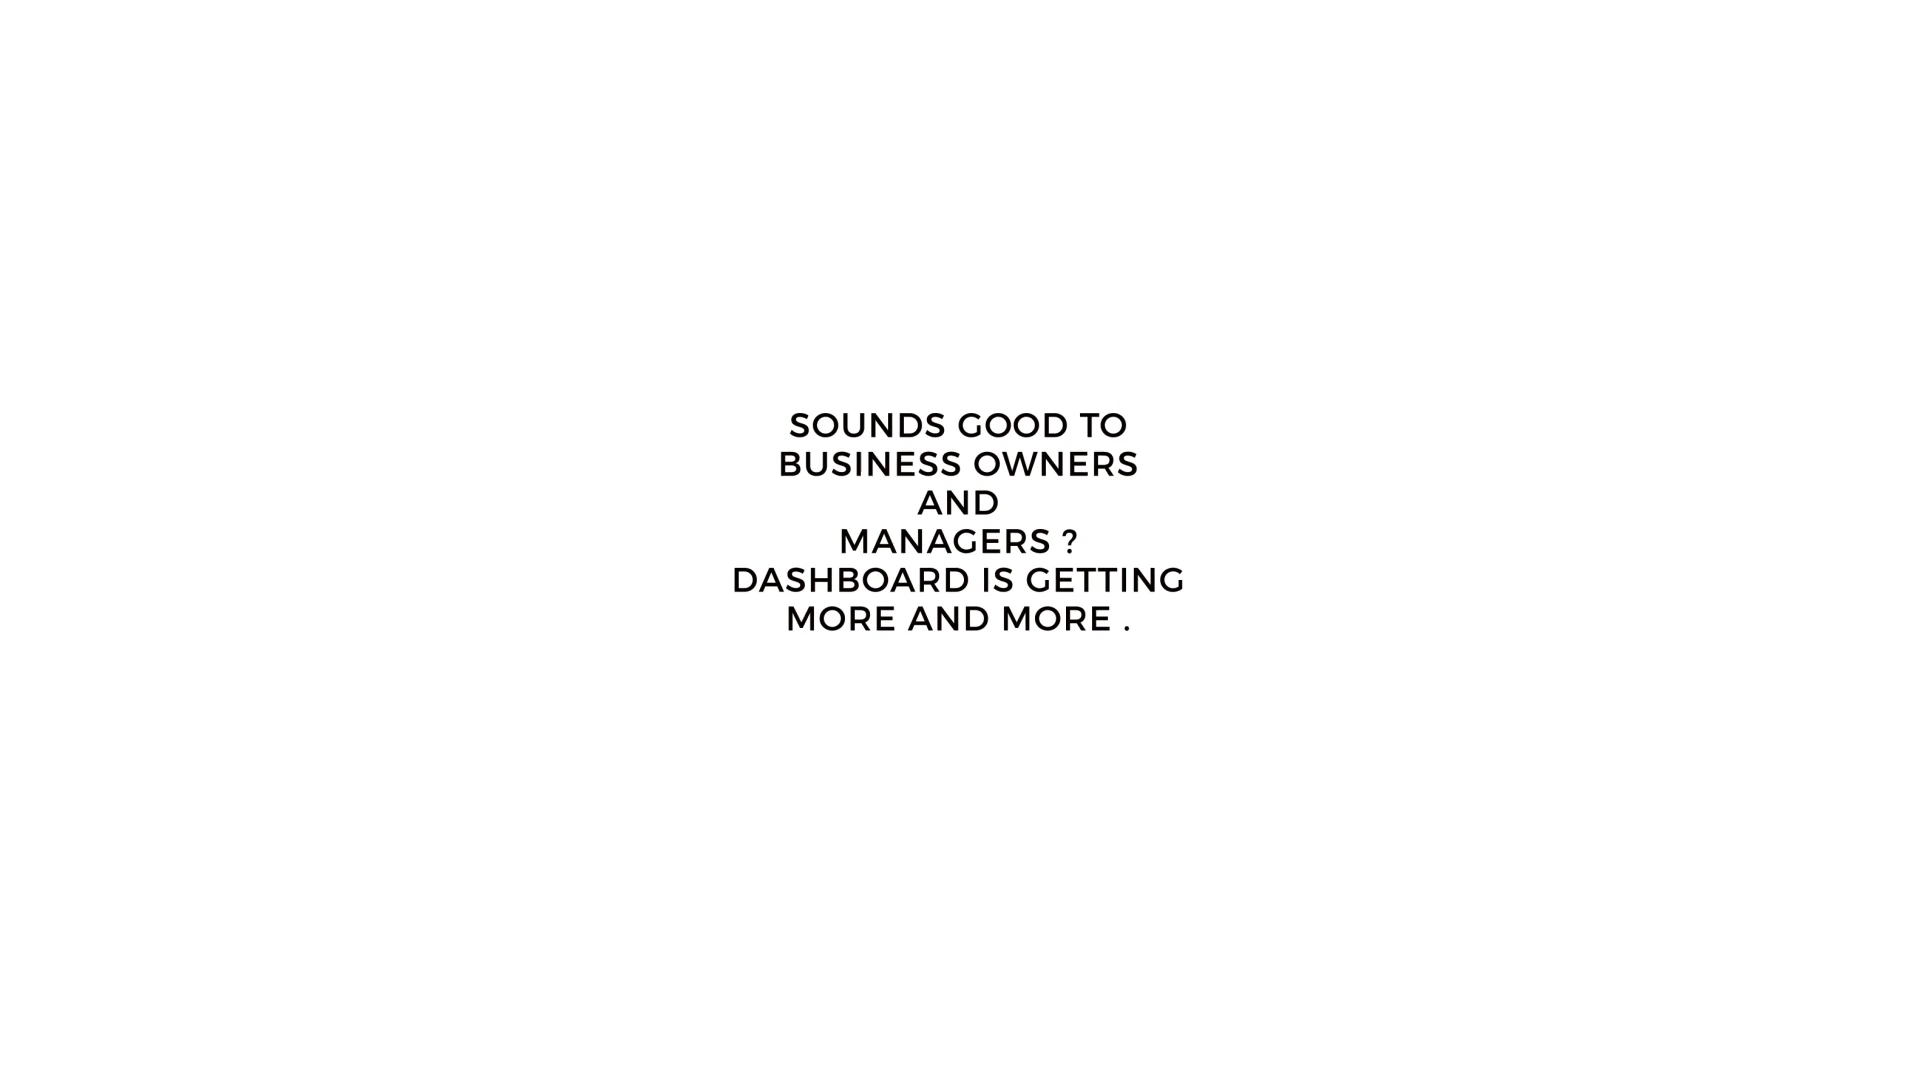 SOUNDS GOOD TO
BUSINESS OWNERS
AND
MANAGERS ?
DASHBOARD IS GETTING
MORE AND MORE .